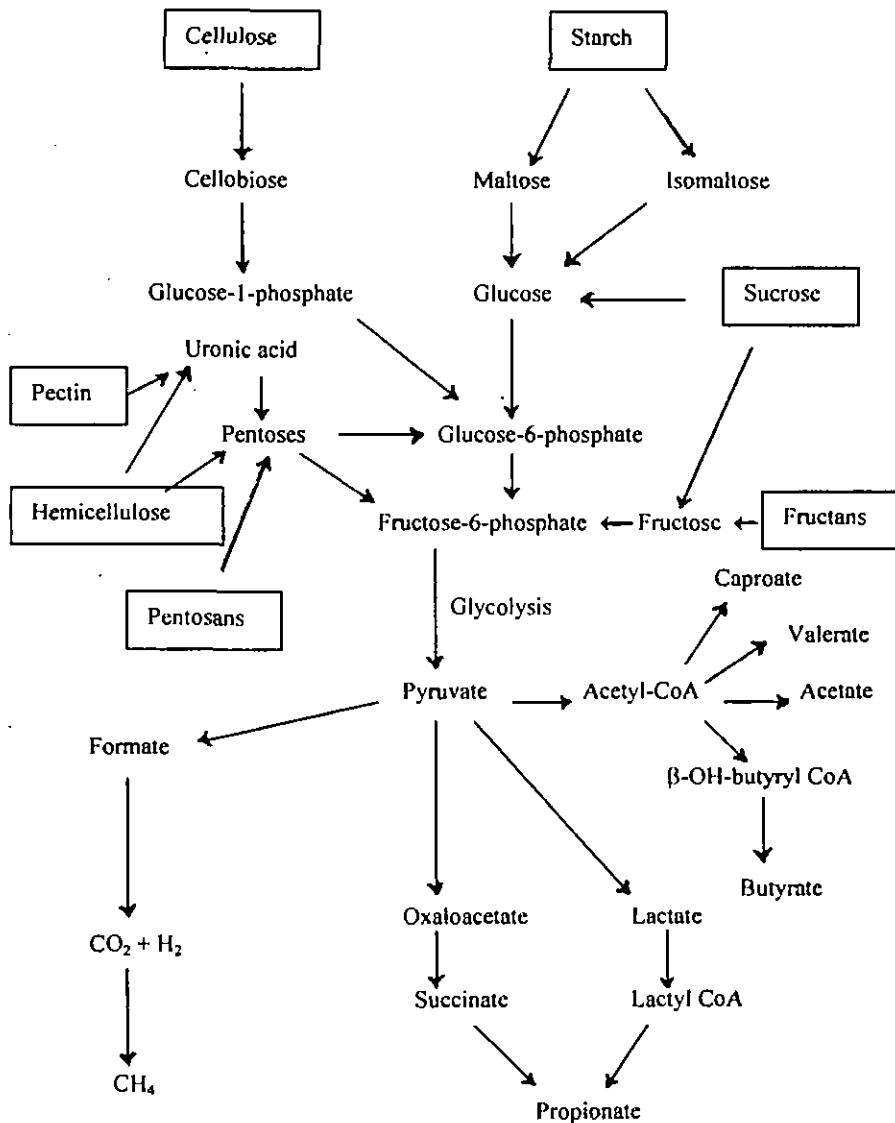 Cellulose
Starch
Cellobiose
Maltose
Isomaltose
Glucose-1-phosphate
Glucose
Sucrose
Uronic acid
Pectin
Pentoses
Glucose-6-phosphate
Hemicellulose
Fructose-6-phosphate
Fructose
Fructans
Caproate
Pentosans
Glycolysis
Valerate
Pyruvate
Acetyl-CoA
Acetate
Formate
β-OH-butyryl CoA
Butyrate
Oxaloacetate
Lactate
CO₂ + H₂
Succinate
Lactyl CoA
CH₄
Propionate